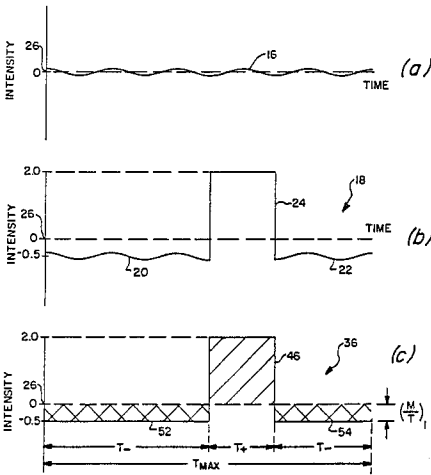 INTENSITY
26
0
16
TIME
(a)
INTENSITY
2.0
26
0
-0.5
20
24
22
18
TIME
(b)
INTENSITY
2.0
26
0
-0.5
52
46
54
36
(c)
(M/T)1
T- T+ T-
TMAX